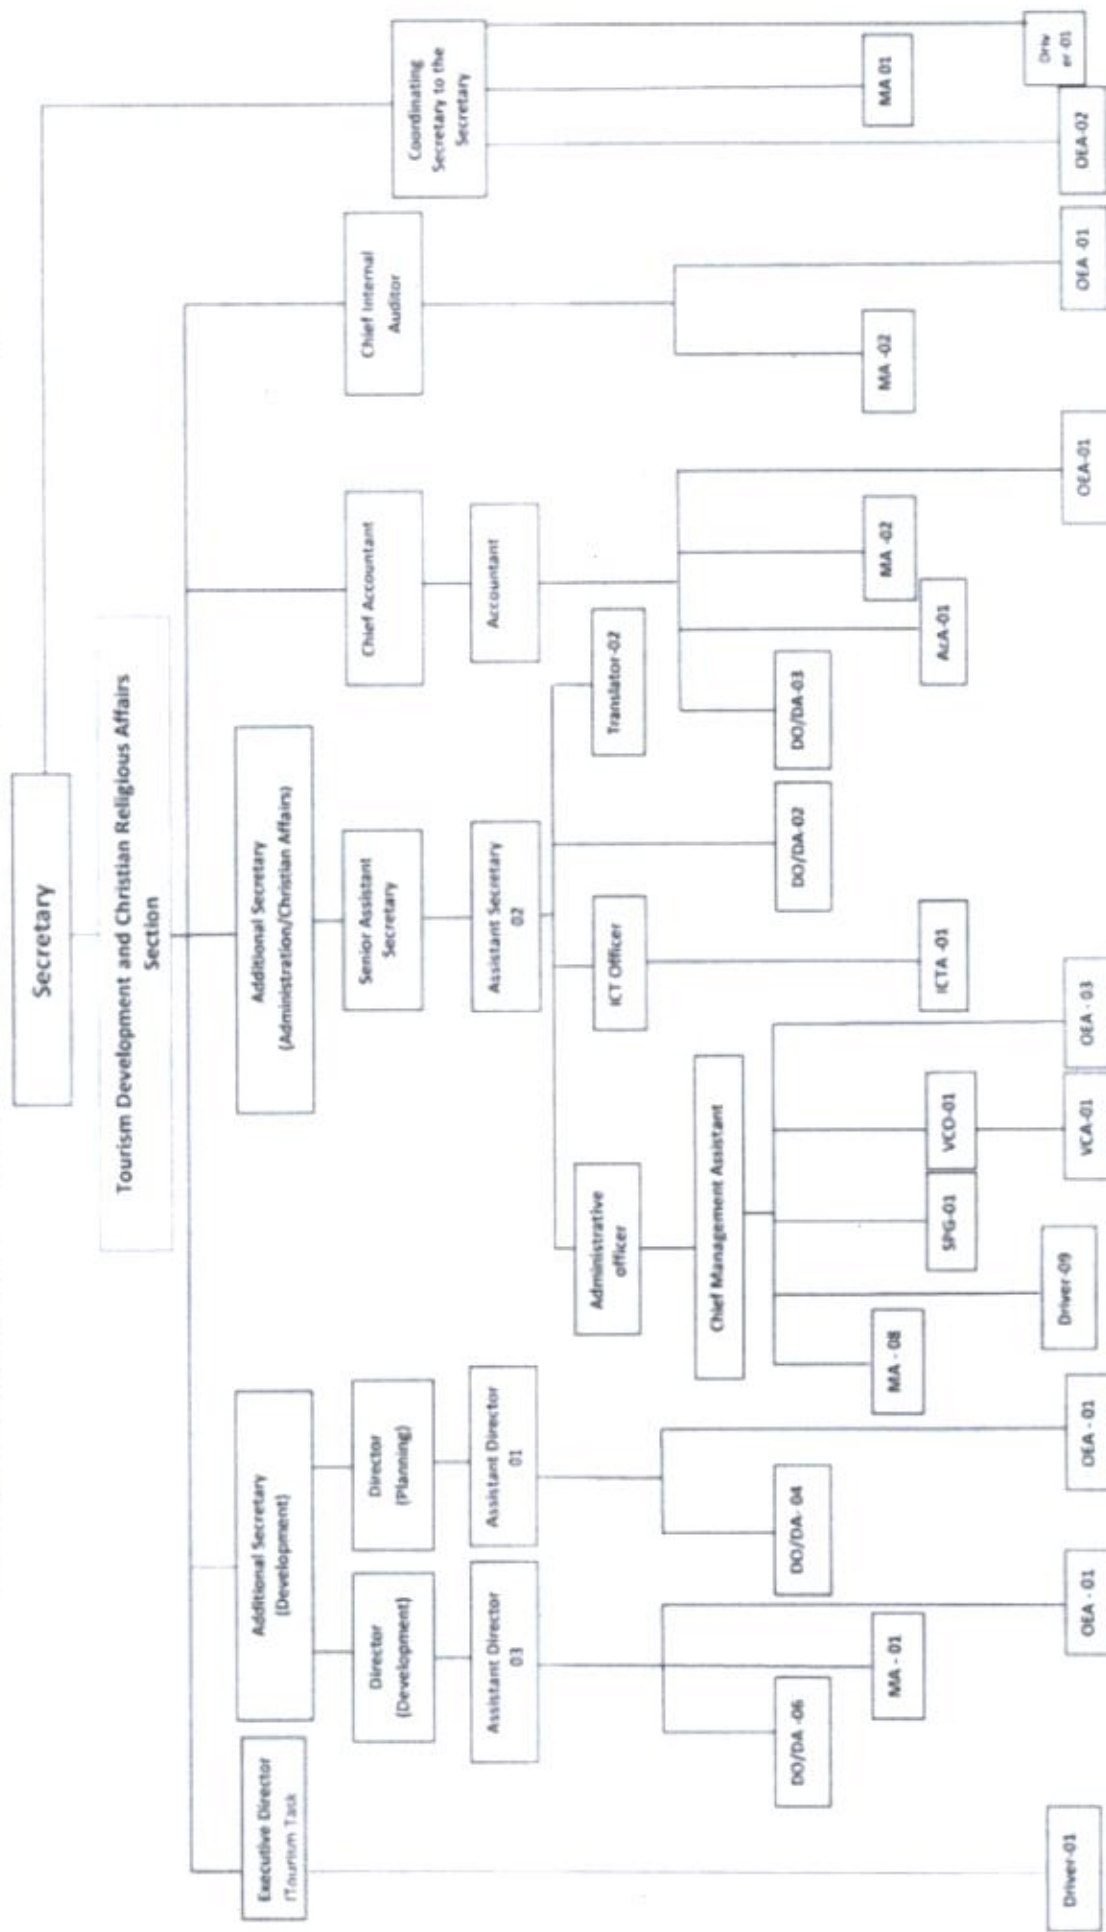 Secretary
Tourism Development and Christian Religious Affairs
Section
Executive Director
(Tourism Task
Additional Secretary
(Development)
Additional Secretary
(Administration/Christian Affairs)
Director
(Development)
Director
(Planning)
Senior Assistant
Secretary
Chief Accountant
Chief Internal
Auditor
Coordinating
Secretary to the
Secretary
Assistant Director
03
Assistant Director
01
Assistant Secretary
02
Accountant
Administrative
officer
ICT Officer
Translator-02
Chief Management Assistant
DO/DA -06
DO/DA- 04
DO/DA-02
DO/DA-03
MA - 01
MA - 08
MA -02
MA -02
MA 01
SPG-01
VCO-01
ICTA -01
AcA-01
Driver-01
OEA - 01
OEA - 01
Driver-09
VCA-01
OEA - 03
OEA-01
OEA -01
OEA-02
Driv
er -01